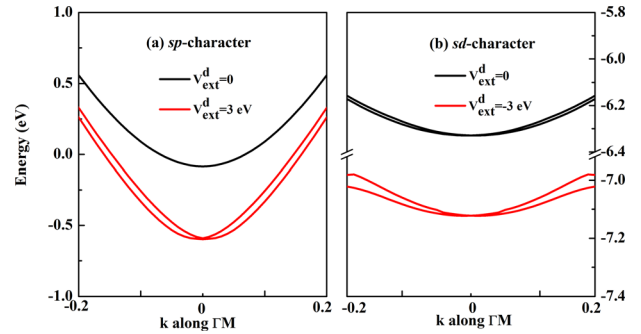 1.0
0.5
0.0
-0.5
-1.0
Energy (eV)
(a) sp-character
V^d_ext=0
V^d_ext=3 eV
-0.2
0
0.2
k along ΓM
(b) sd-character
V^d_ext=0
V^d_ext=-3 eV
-0.2
0
0.2
k along ΓM
-5.8
-6.0
-6.2
-6.4
-7.0
-7.2
-7.4